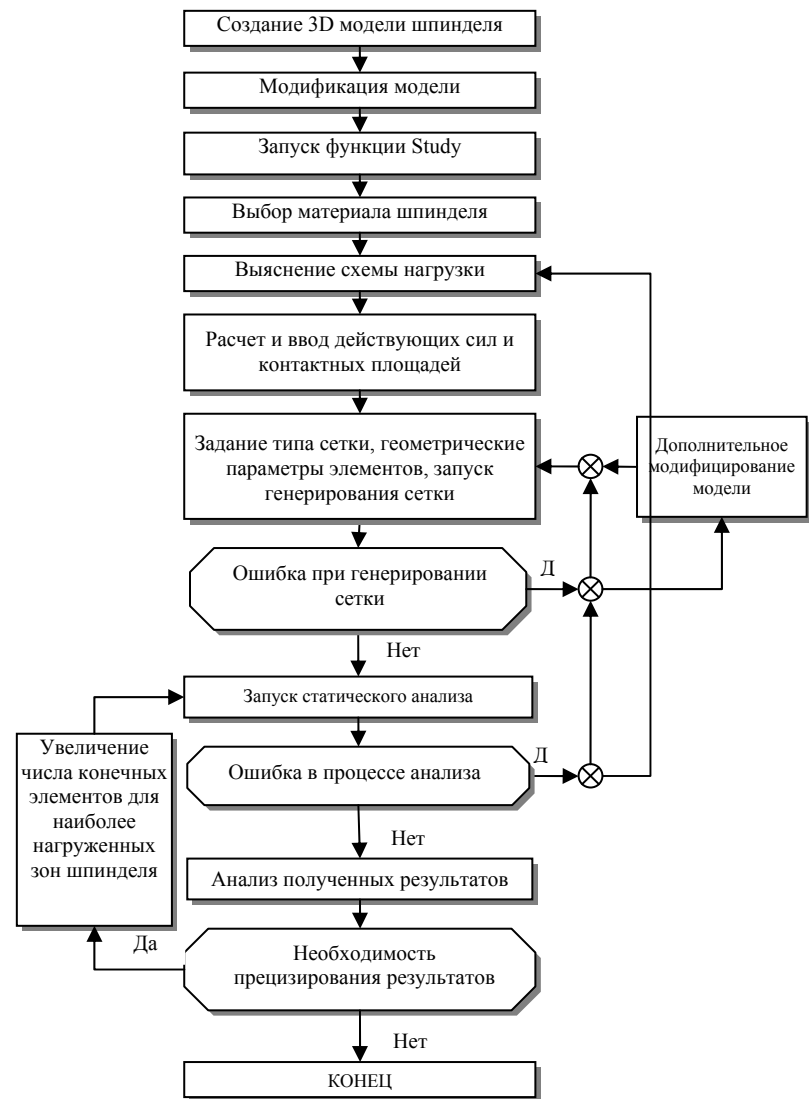 Создание 3D модели шпинделя
Модификация модели
Запуск функции Study
Выбор материала шпинделя
Выяснение схемы нагрузки
Расчет и ввод действующих сил и
контактных площадей
Задание типа сетки, геометрические
параметры элементов, запуск
генерирования сетки
Дополнительное
модифицирование
модели
Ошибка при генерировании
сетки
Д
Нет
Запуск статического анализа
Увеличение
числа конечных
элементов для
наиболее
нагруженных
зон шпинделя
Ошибка в процессе анализа
Д
Нет
Анализ полученных результатов
Да
Необходимость
прецизирования результатов
Нет
КОНЕЦ